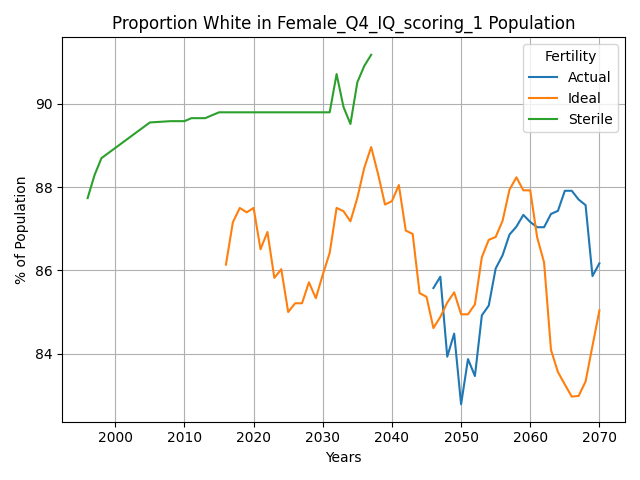 Proportion White in Female_Q4_IQ_scoring_1 Population
Fertility
Actual
Ideal
Sterile
% of Population
90
88
86
84
2000 2010 2020 2030 2040 2050 2060 2070
Years